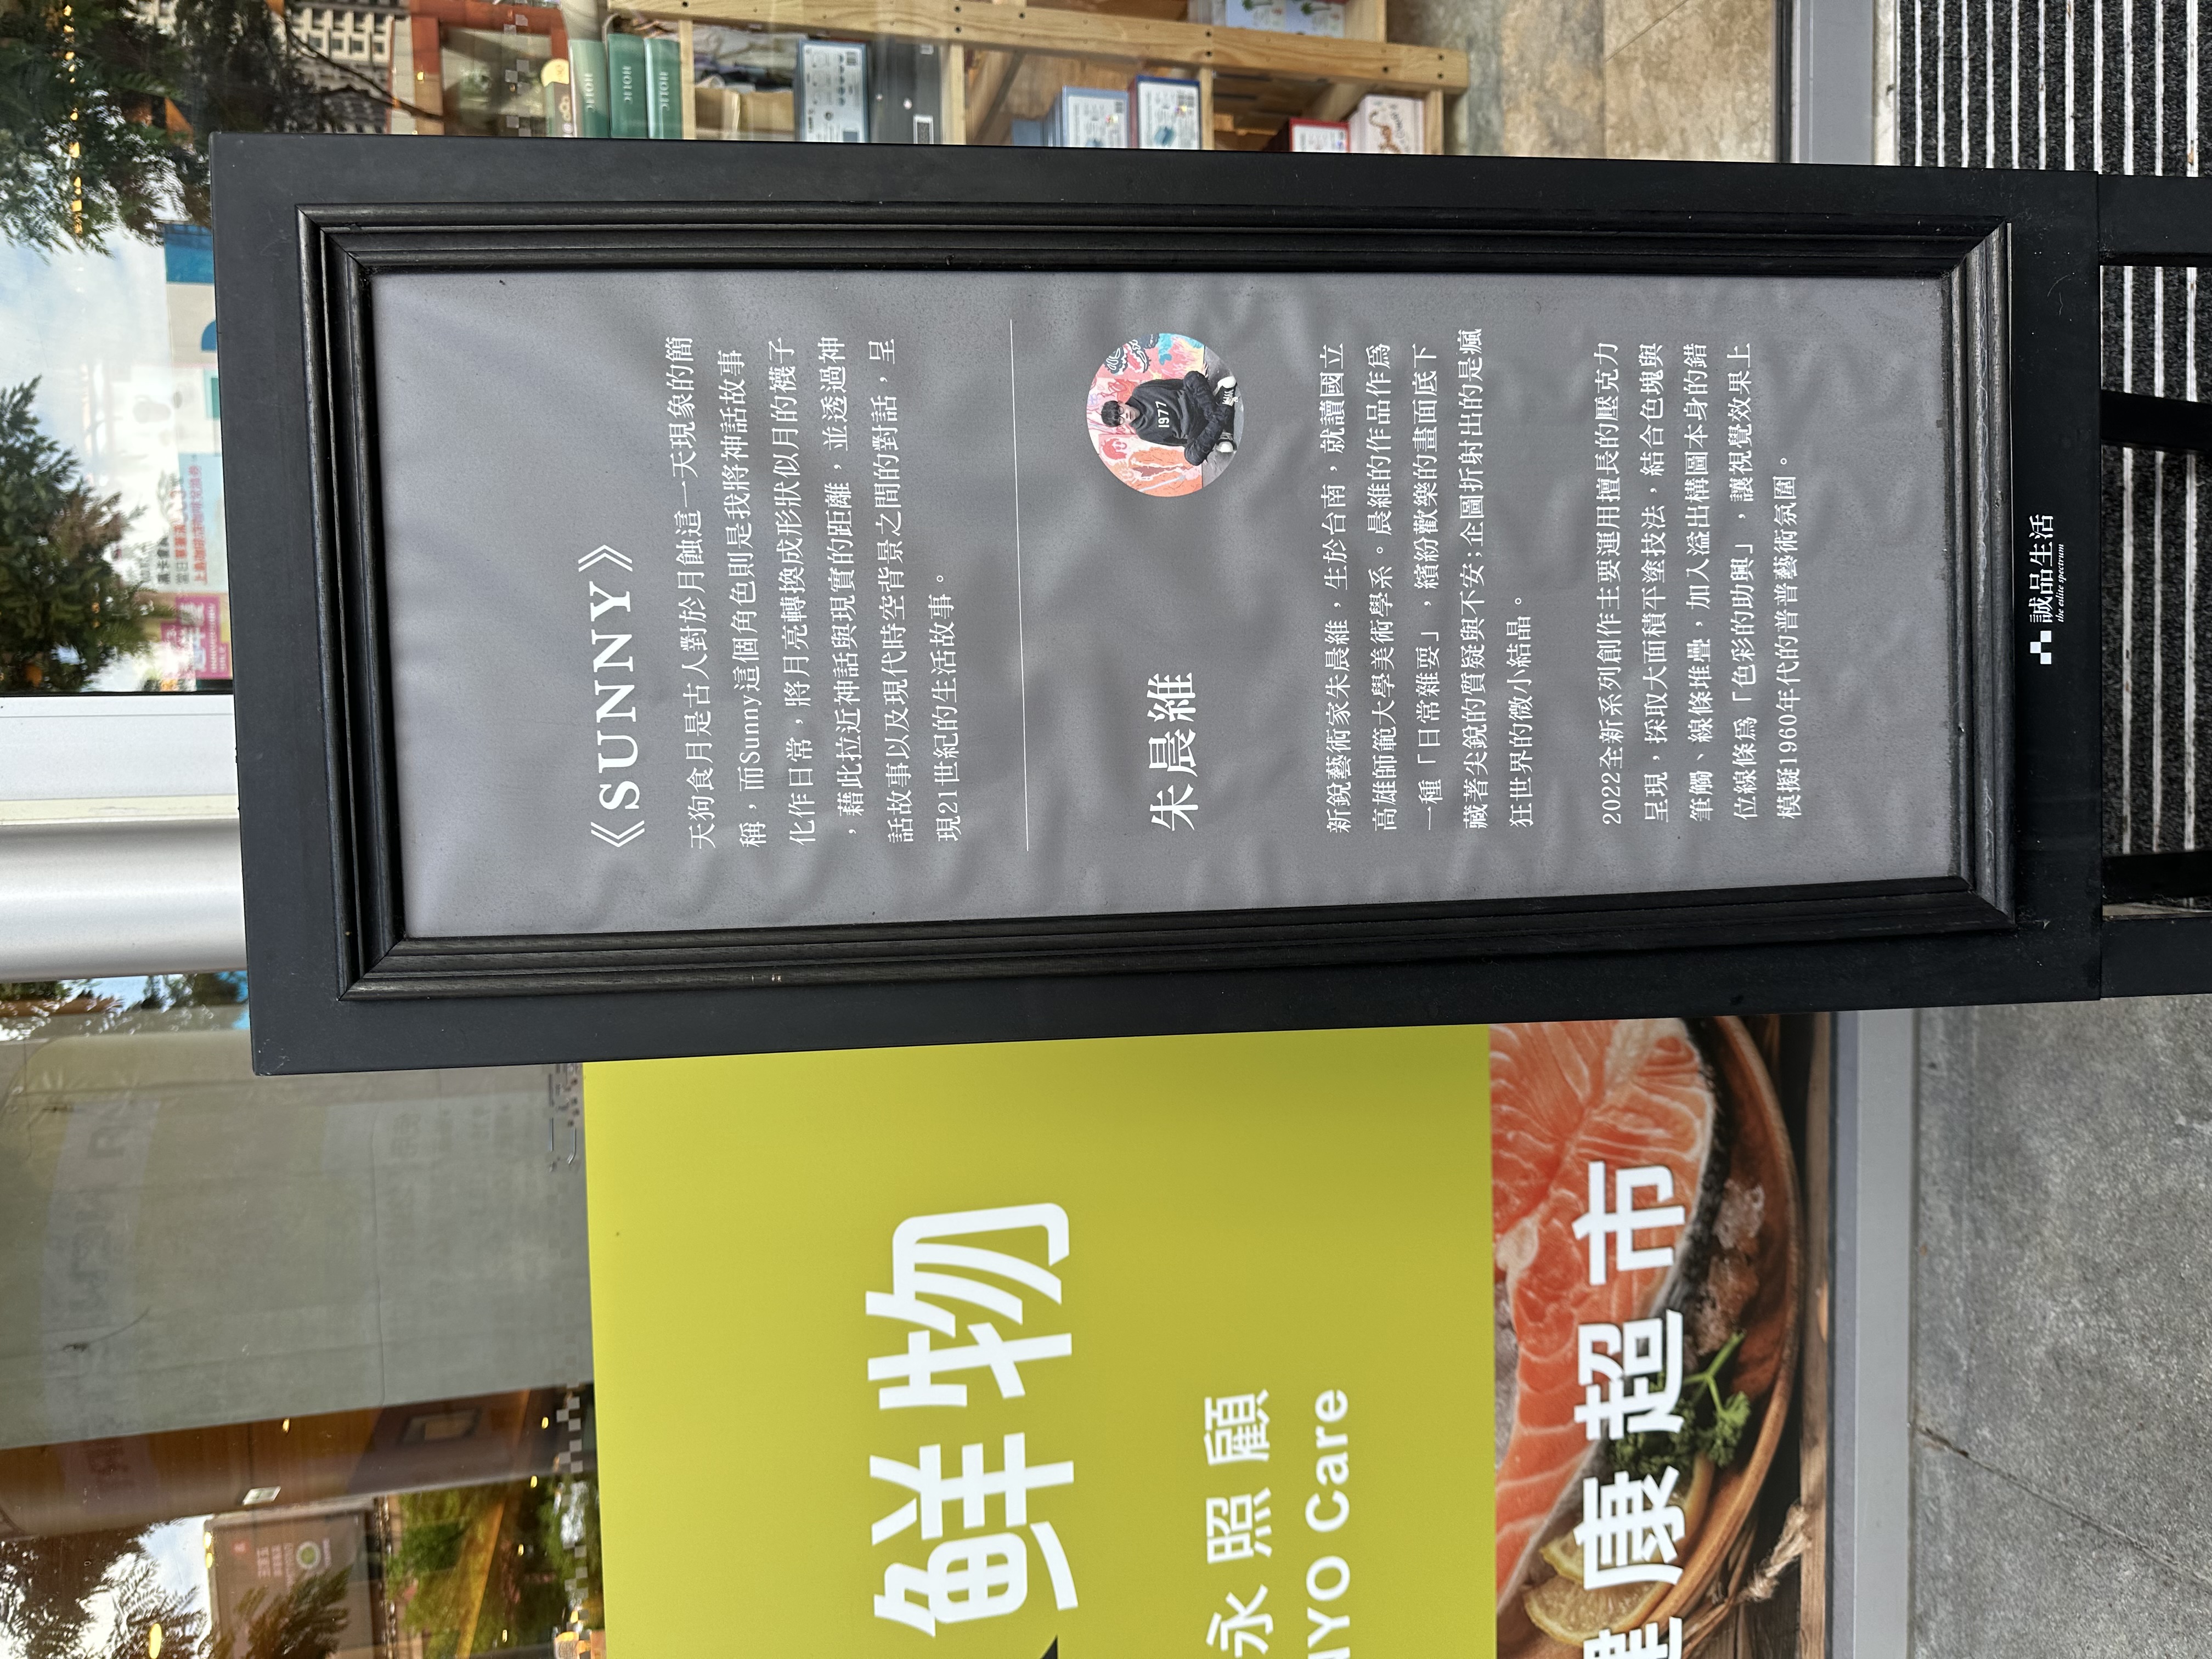 《SUNNY》
天狗食月是古人對於月蝕這一天現象的簡
稱，而Sunny這個角色則是我將神話故事
化作日常，將月亮轉換成形狀似月的襪子
，藉此拉近神話與現實的距離，並透過神
話故事以及現代時空背景之間的對話，呈
現21世紀的生活故事。
朱晨維
1977
新銳藝術家朱晨維，生於台南，就讀國立
高雄師範大學美術學系。晨維的作品作為
一種「日常雜耍」，繽紛歡樂的畫面底下
藏著尖銳的質疑與不安；企圖折射出的是瘋
狂世界的微小結晶。
2022全新系列創作主要運用擅長的壓克力
呈現，採取大面積平塗技法，結合色塊與
筆觸、線條堆疊，加入溢出構圖本身的錯
位線條為「色彩的助興」，讓視覺效果上
模擬1960年代的普普藝術氛圍。
誠品生活
the eslite spectrum
鮮物
永照顧
IYO Care
健康超市
HOLIC
HOLIC
HOLIC